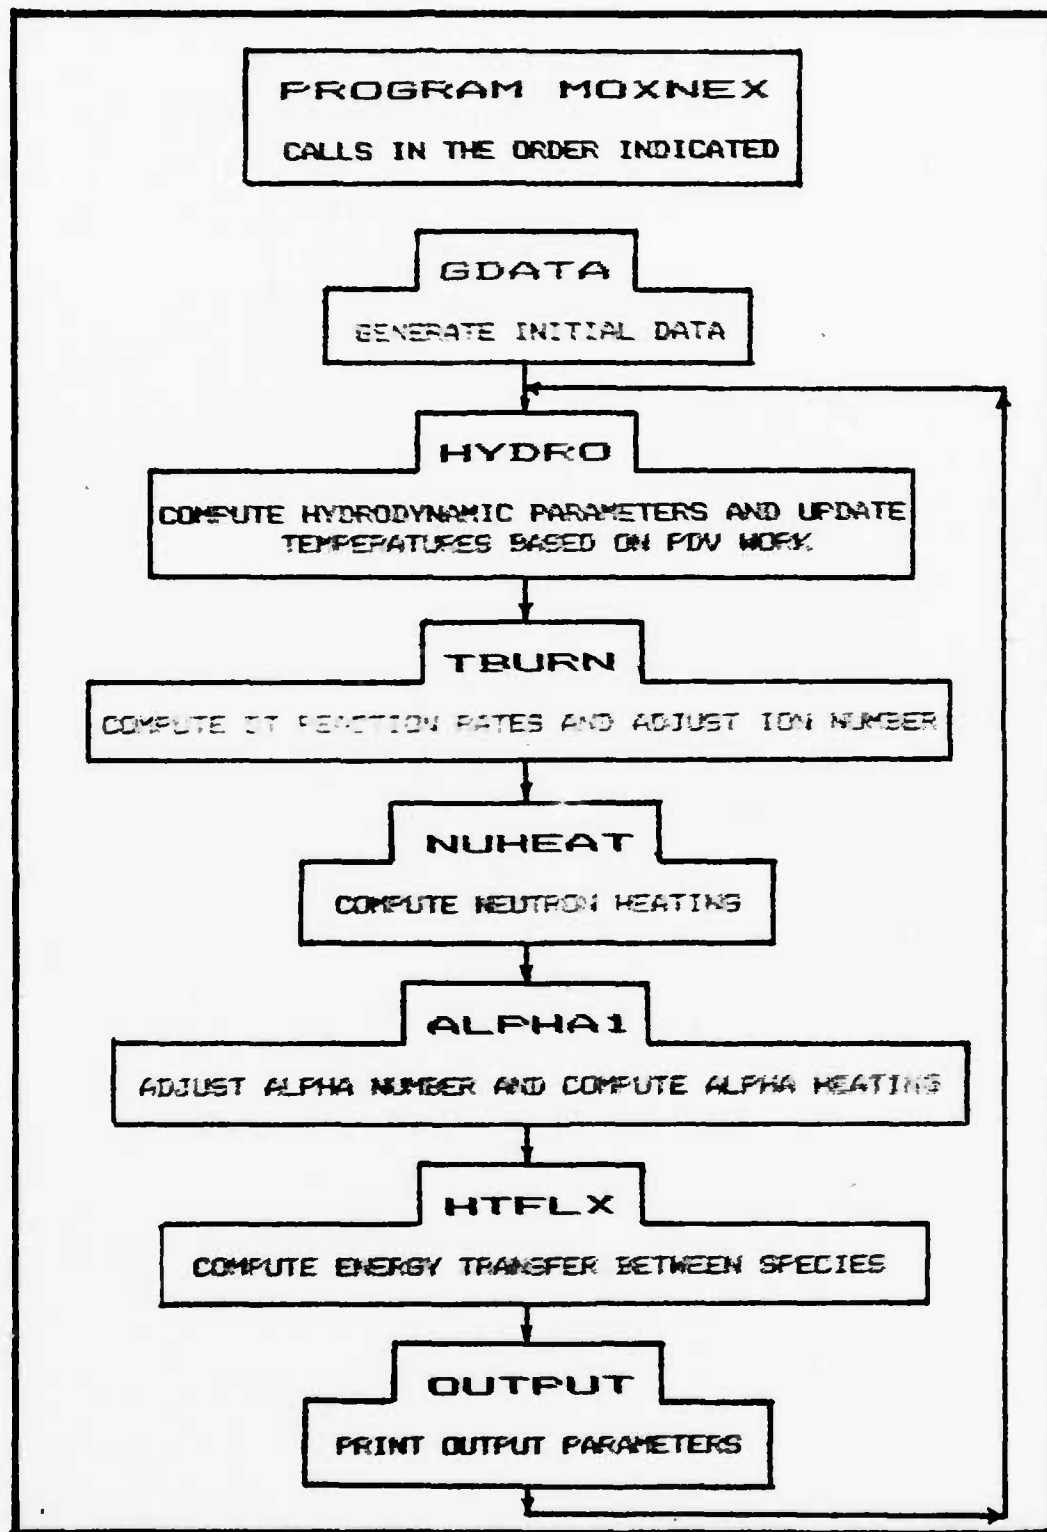 PROGRAM MOXNEX
CALLS IN THE ORDER INDICATED
GDATA
GENERATE INITIAL DATA
HYDRO
COMPUTE HYDRODYNAMIC PARAMETERS AND UPDATE
TEMPERATURES BASED ON PDV WORK
TBURN
COMPUTE DT REACTION RATES AND ADJUST ION NUMBER
NUHEAT
COMPUTE NEUTRON HEATING
ALPHA1
ADJUST ALPHA NUMBER AND COMPUTE ALPHA HEATING
HTFLX
COMPUTE ENERGY TRANSFER BETWEEN SPECIES
OUTPUT
PRINT OUTPUT PARAMETERS